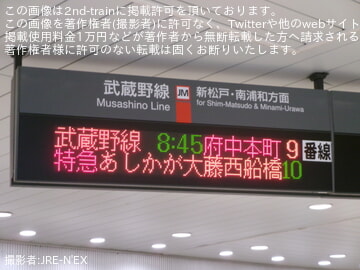 この画像は2nd-trainに掲載許可を頂いております。
この画像を著作権者(撮影者)に許可なく、Twitterや他のwebサイト
掲載使用料金1万円などが著作者から無断転載した方へ請求される
著作権者様に許可のない転載は固くお断りいたします。
武蔵野線
Musashino Line
JM
新松戸・南浦和方面
for Shim-Matsudo & Minami-Urawa
武蔵野線 8:45 府中本町 9 番線
特急 あしかが大藤 西船橋 10
撮影者:JRE-N'EX